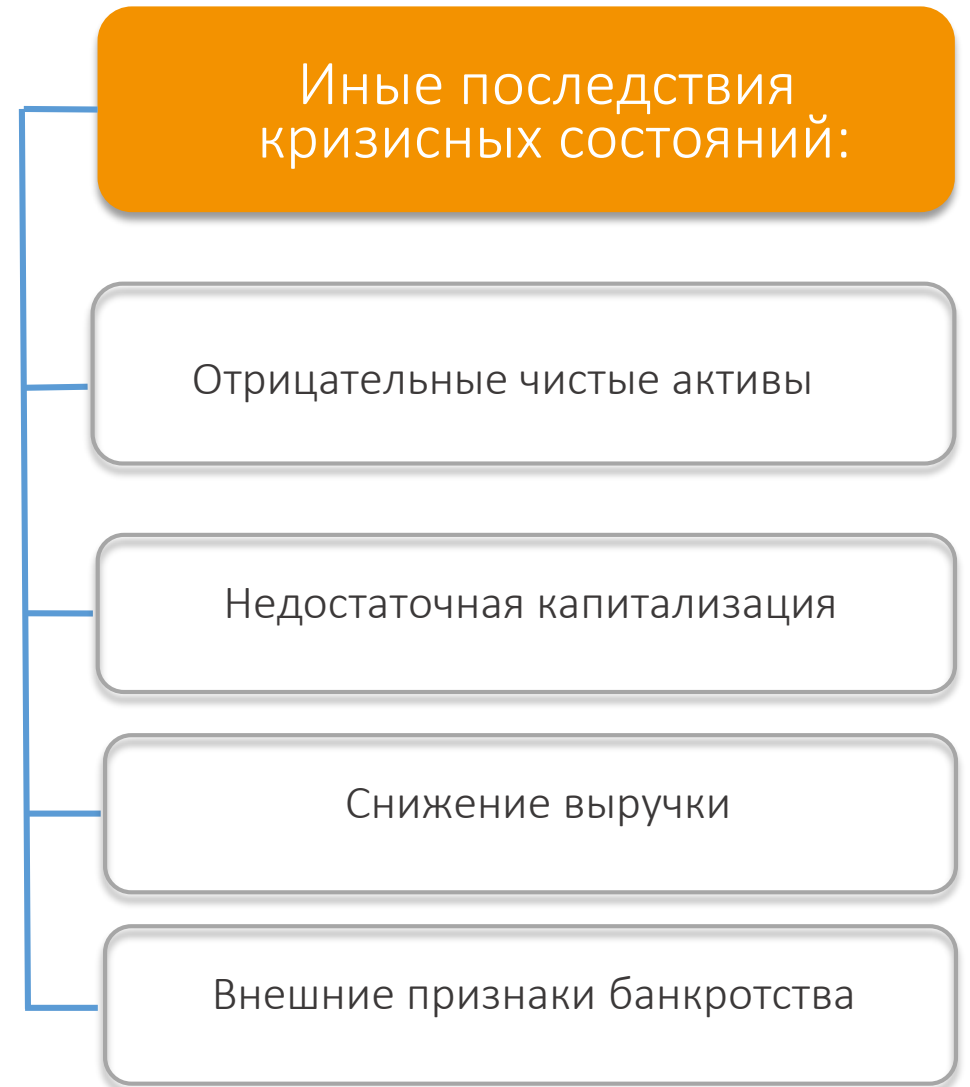 Иные последствия
кризисных состояний:
Отрицательные чистые активы
Недостаточная капитализация
Снижение выручки
Внешние признаки банкротства